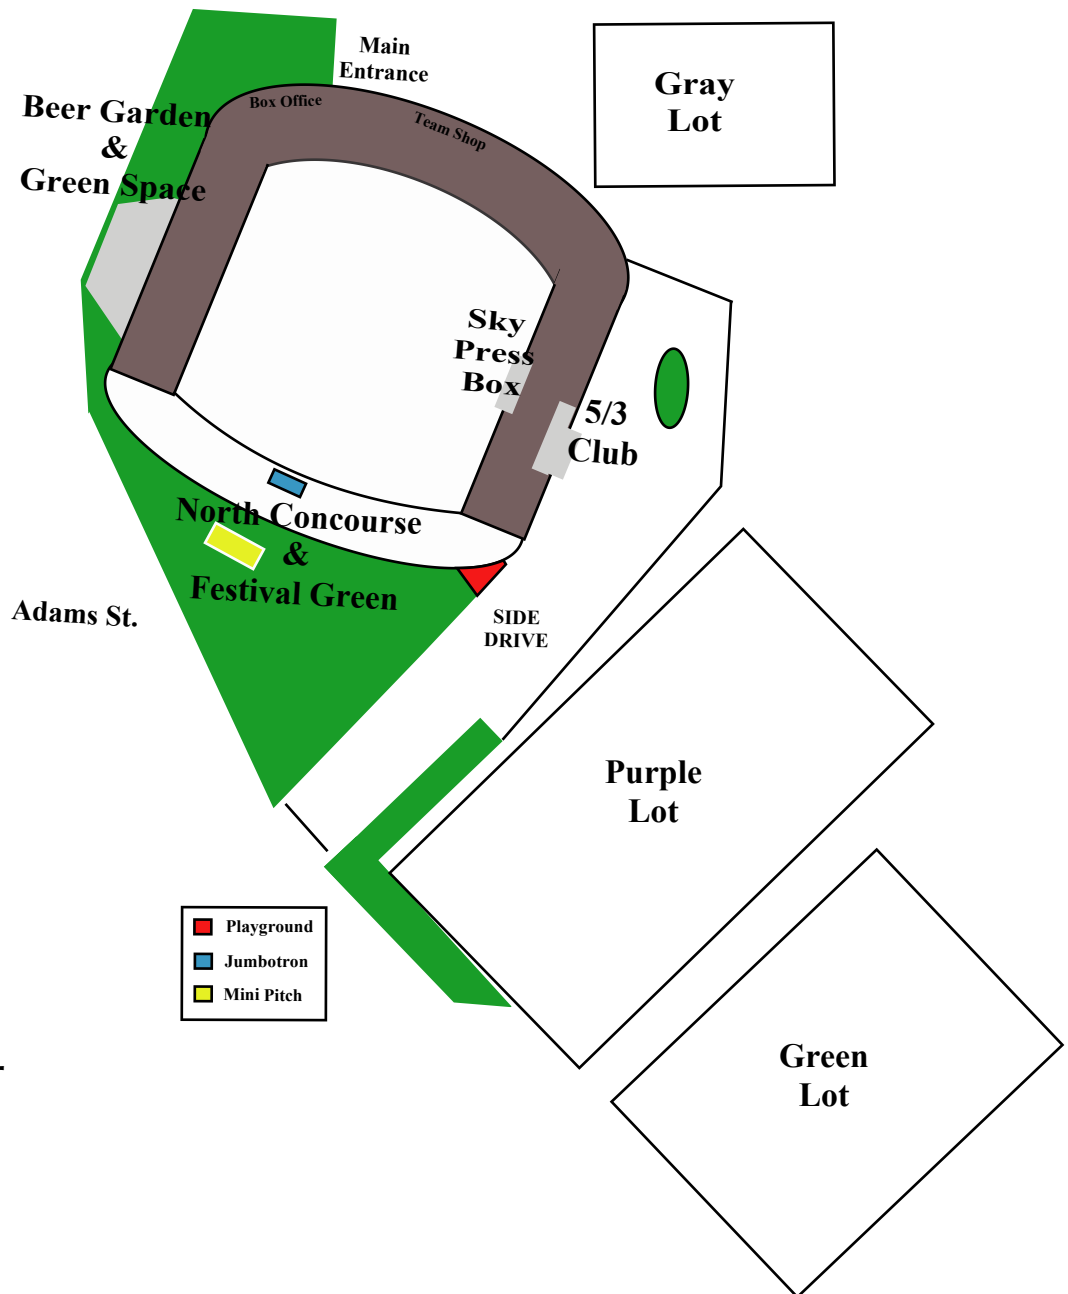 Main
Entrance
Gray
Lot
Box Office
Team Shop
Beer Garden
&
Green Space
Sky
Press
Box
5/3
Club
North Concourse
&
Festival Green
Adams St.
SIDE
DRIVE
Purple
Lot
Playground
Jumbotron
Mini Pitch
Green
Lot